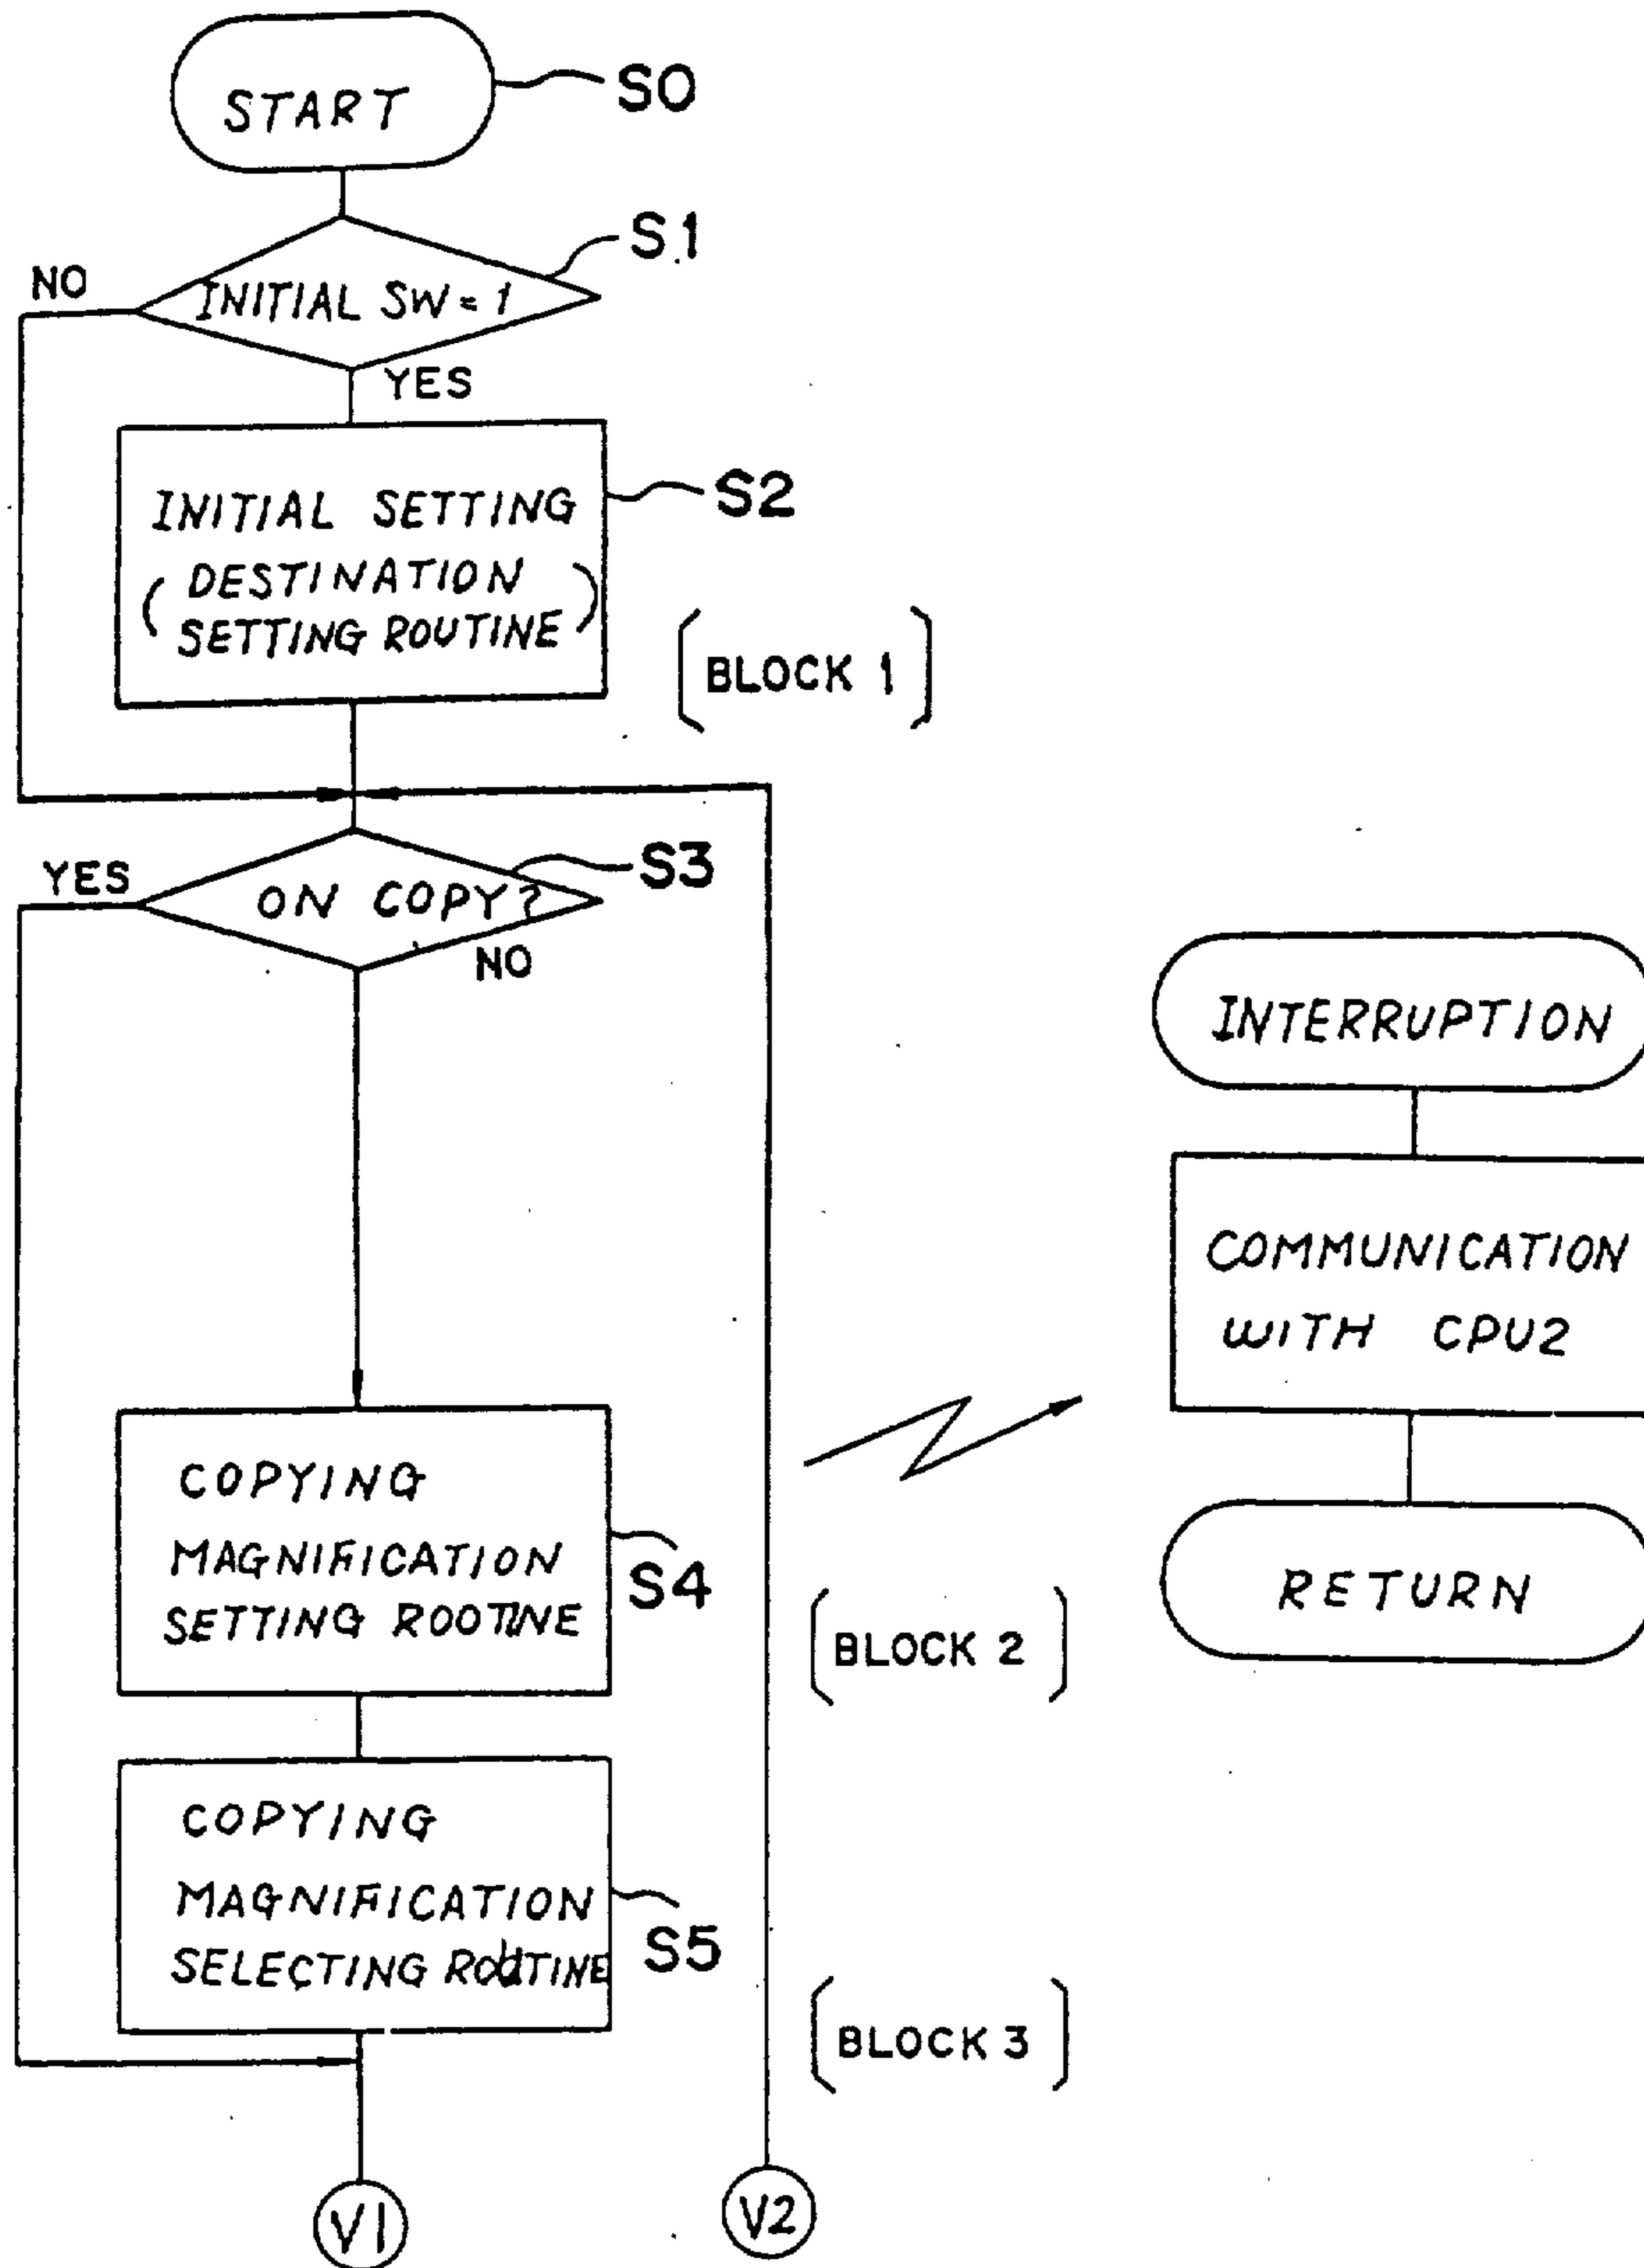 START
S0
S1
NO
INITIAL SW = 1
YES
S2
INITIAL SETTING
( DESTINATION
SETTING ROUTINE )
[BLOCK 1]
YES
S3
ON COPY?
NO
INTERRUPTION
COMMUNICATION
WITH CPU2
RETURN
COPYING
MAGNIFICATION
SETTING ROOTINE
S4
[BLOCK 2]
COPYING
MAGNIFICATION
SELECTING ROUTINE
S5
[BLOCK 3]
V1
V2